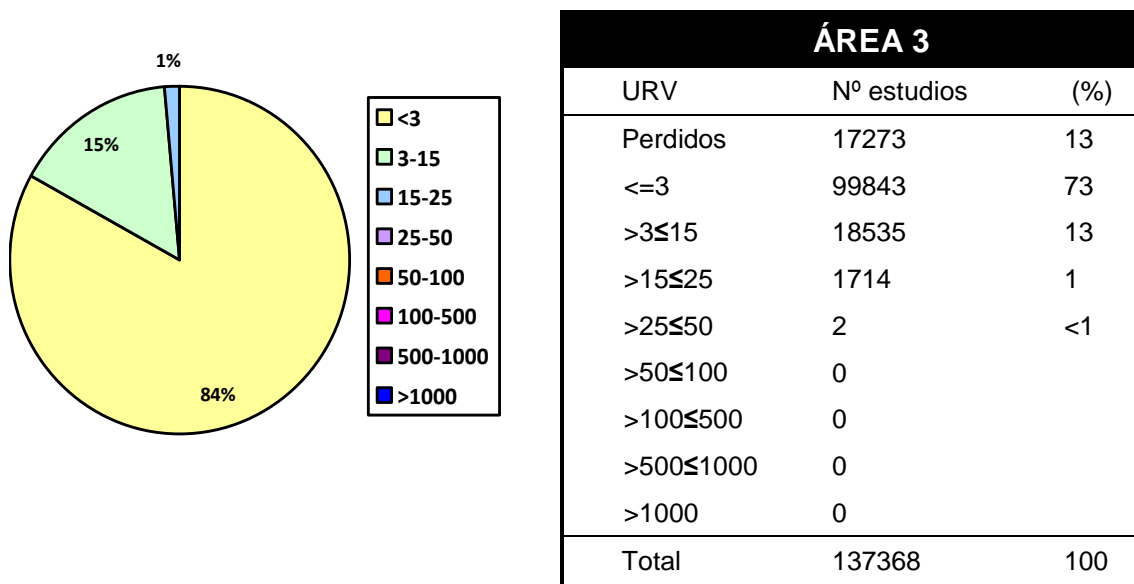 1%
15%
84%
<3
3-15
15-25
25-50
50-100
100-500
500-1000
>1000
ÁREA 3
URV Nº estudios (%)
Perdidos 17273 13
<=3 99843 73
>3≤15 18535 13
>15≤25 1714 1
>25≤50 2 <1
>50≤100 0
>100≤500 0
>500≤1000 0
>1000 0
Total 137368 100